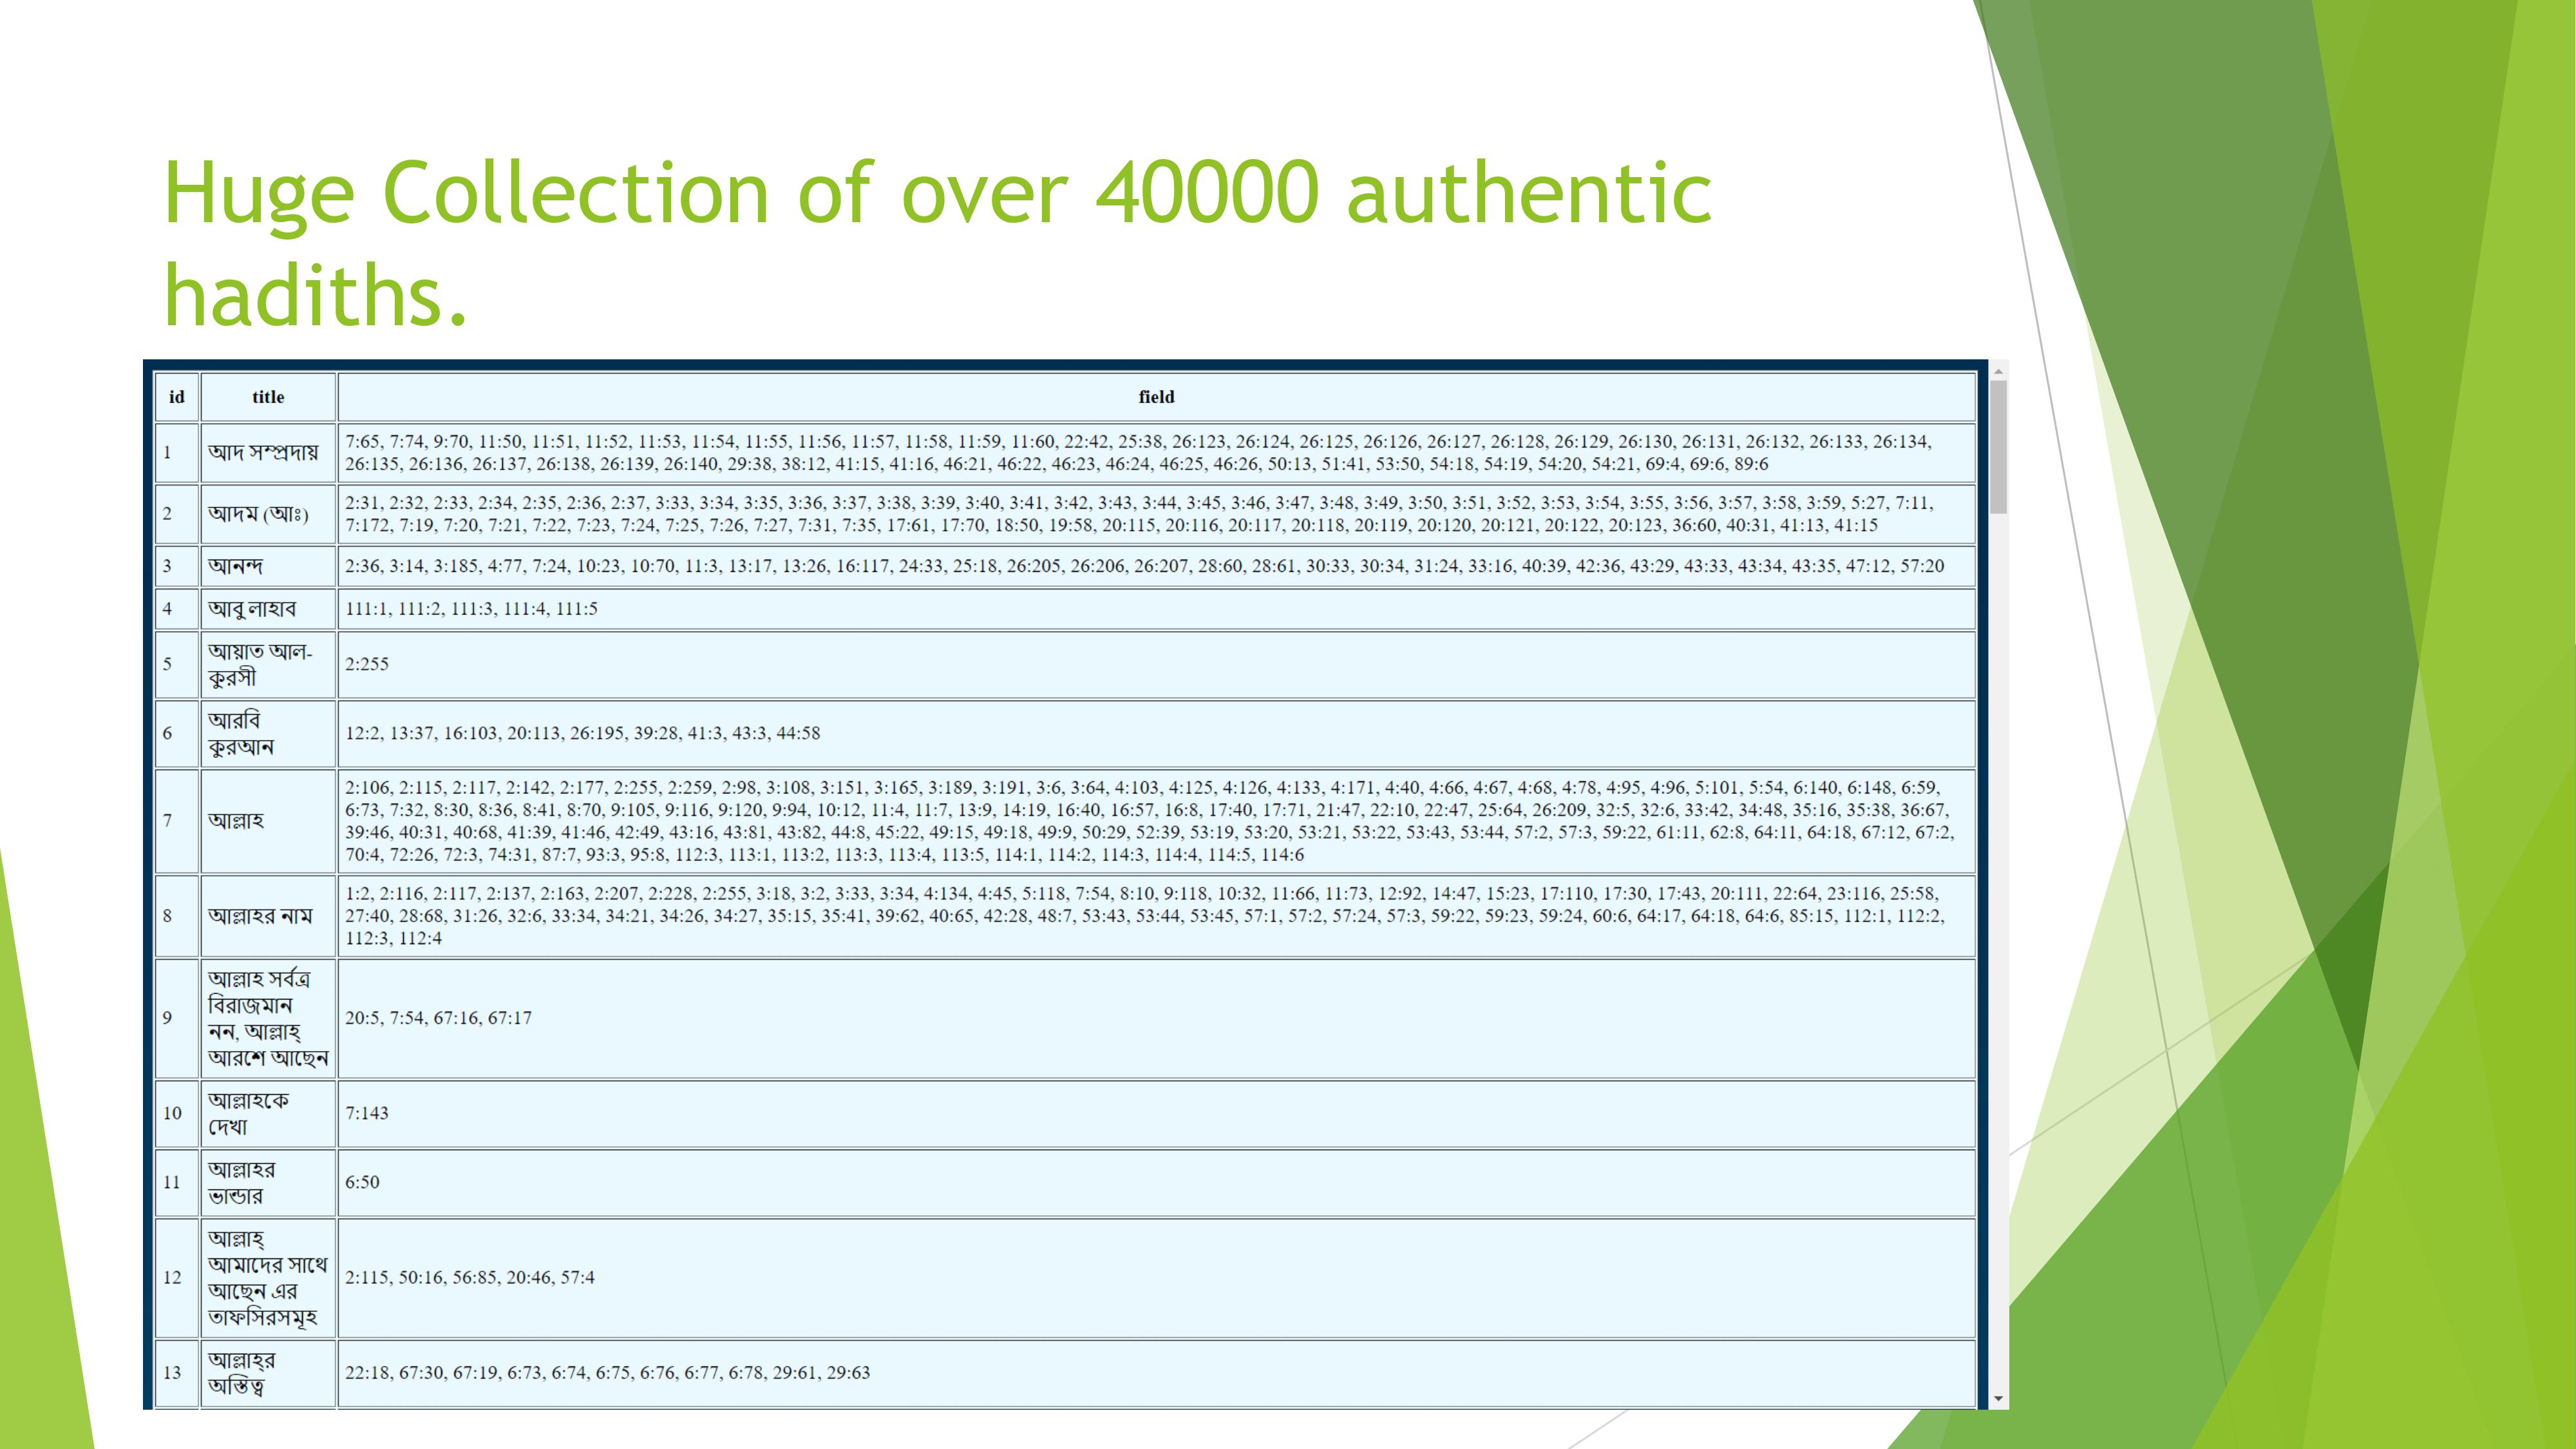 Huge Collection of over 40000 authentic
hadiths.
id title field
1 আদ সম্প্রদায় 7:65, 7:74, 9:70, 11:50, 11:51, 11:52, 11:53, 11:54, 11:55, 11:56, 11:57, 11:58, 11:59, 11:60, 22:42, 25:38, 26:123, 26:124, 26:125, 26:126, 26:127, 26:128, 26:129, 26:130, 26:131, 26:132, 26:133, 26:134,
26:135, 26:136, 26:137, 26:138, 26:139, 26:140, 29:38, 38:12, 41:15, 41:16, 46:21, 46:22, 46:23, 46:24, 46:25, 46:26, 50:13, 51:41, 53:50, 54:18, 54:19, 54:20, 54:21, 69:4, 69:6, 89:6
2 আদম (আঃ) 2:31, 2:32, 2:33, 2:34, 2:35, 2:36, 2:37, 3:33, 3:34, 3:35, 3:36, 3:37, 3:38, 3:39, 3:40, 3:41, 3:42, 3:43, 3:44, 3:45, 3:46, 3:47, 3:48, 3:49, 3:50, 3:51, 3:52, 3:53, 3:54, 3:55, 3:56, 3:57, 3:58, 3:59, 5:27, 7:11,
7:172, 7:19, 7:20, 7:21, 7:22, 7:23, 7:24, 7:25, 7:26, 7:27, 7:31, 7:35, 17:61, 17:70, 18:50, 19:58, 20:115, 20:116, 20:117, 20:118, 20:119, 20:120, 20:121, 20:122, 20:123, 36:60, 40:31, 41:13, 41:15
3 আনন্দ 2:36, 3:14, 3:185, 4:77, 7:24, 10:23, 10:70, 11:3, 13:17, 13:26, 16:117, 24:33, 25:18, 26:205, 26:206, 26:207, 28:60, 28:61, 30:33, 30:34, 31:24, 33:16, 40:39, 42:36, 43:29, 43:33, 43:34, 43:35, 47:12, 57:20
4 আবু লাহাব 111:1, 111:2, 111:3, 111:4, 111:5
5 আয়াত আল-
কুরসী 2:255
6 আরবি
কুরআন 12:2, 13:37, 16:103, 20:113, 26:195, 39:28, 41:3, 43:3, 44:58
7 আল্লাহ 2:106, 2:115, 2:117, 2:142, 2:177, 2:255, 2:259, 2:98, 3:108, 3:151, 3:165, 3:189, 3:191, 3:6, 3:64, 4:103, 4:125, 4:126, 4:133, 4:171, 4:40, 4:66, 4:67, 4:68, 4:78, 4:95, 4:96, 5:101, 5:54, 6:140, 6:148, 6:59,
6:73, 7:32, 8:30, 8:36, 8:41, 8:70, 9:105, 9:116, 9:120, 9:94, 10:12, 11:4, 11:7, 13:9, 14:19, 16:40, 16:57, 16:8, 17:40, 17:71, 21:47, 22:10, 22:47, 25:64, 26:209, 32:5, 32:6, 33:42, 34:48, 35:16, 35:38, 36:67,
39:46, 40:31, 40:68, 41:39, 41:46, 42:49, 43:16, 43:81, 43:82, 44:8, 45:22, 49:15, 49:18, 49:9, 50:29, 52:39, 53:19, 53:20, 53:21, 53:22, 53:43, 53:44, 57:2, 57:3, 59:22, 61:11, 62:8, 64:11, 64:18, 67:12, 67:2,
70:4, 72:26, 72:3, 74:31, 87:7, 93:3, 95:8, 112:3, 113:1, 113:2, 113:3, 113:4, 113:5, 114:1, 114:2, 114:3, 114:4, 114:5, 114:6
8 আল্লাহর নাম 1:2, 2:116, 2:117, 2:137, 2:163, 2:207, 2:228, 2:255, 3:18, 3:2, 3:33, 3:34, 4:134, 4:45, 5:118, 7:54, 8:10, 9:118, 10:32, 11:66, 11:73, 12:92, 14:47, 15:23, 17:110, 17:30, 17:43, 20:111, 22:64, 23:116, 25:58,
27:40, 28:68, 31:26, 32:6, 33:34, 34:21, 34:26, 34:27, 35:15, 35:41, 39:62, 40:65, 42:28, 48:7, 53:43, 53:44, 53:45, 57:1, 57:2, 57:24, 57:3, 59:22, 59:23, 59:24, 60:6, 64:17, 64:18, 64:6, 85:15, 112:1, 112:2,
112:3, 112:4
9 আল্লাহ সর্বত্র
বিরাজমান
নন, আল্লাহ্
আরশে আছেন 20:5, 7:54, 67:16, 67:17
10 আল্লাহকে
দেখা 7:143
11 আল্লাহর
ভান্ডার 6:50
12 আল্লাহ্
আমাদের সাথে
আছেন এর
তাফসিরসমূহ 2:115, 50:16, 56:85, 20:46, 57:4
13 আল্লাহ্‌র
অস্তিত্ব 22:18, 67:30, 67:19, 6:73, 6:74, 6:75, 6:76, 6:77, 6:78, 29:61, 29:63